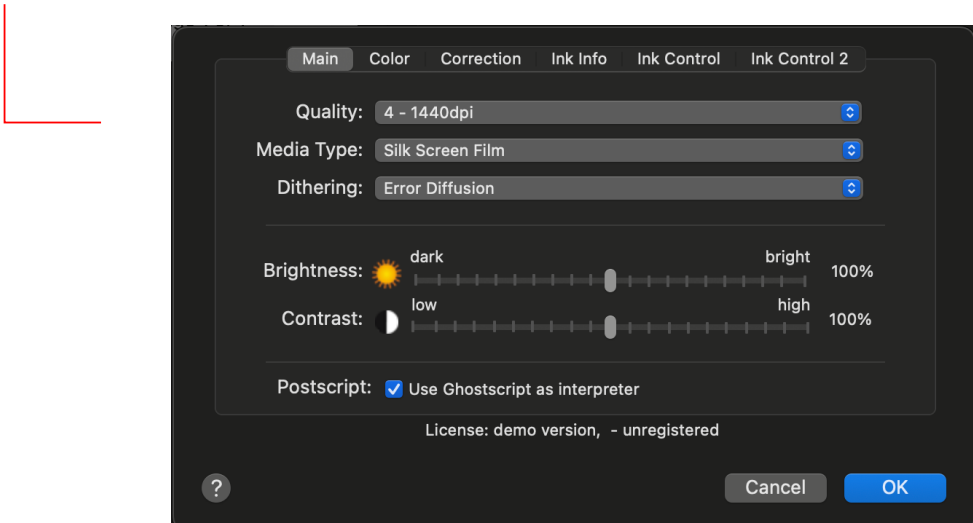 Main Color Correction Ink Info Ink Control Ink Control 2
Quality: 4 - 1440dpi
Media Type: Silk Screen Film
Dithering: Error Diffusion
dark bright
Brightness: 100%
low high
Contrast: 100%
Postscript: Use Ghostscript as interpreter
License: demo version, - unregistered
? Cancel OK